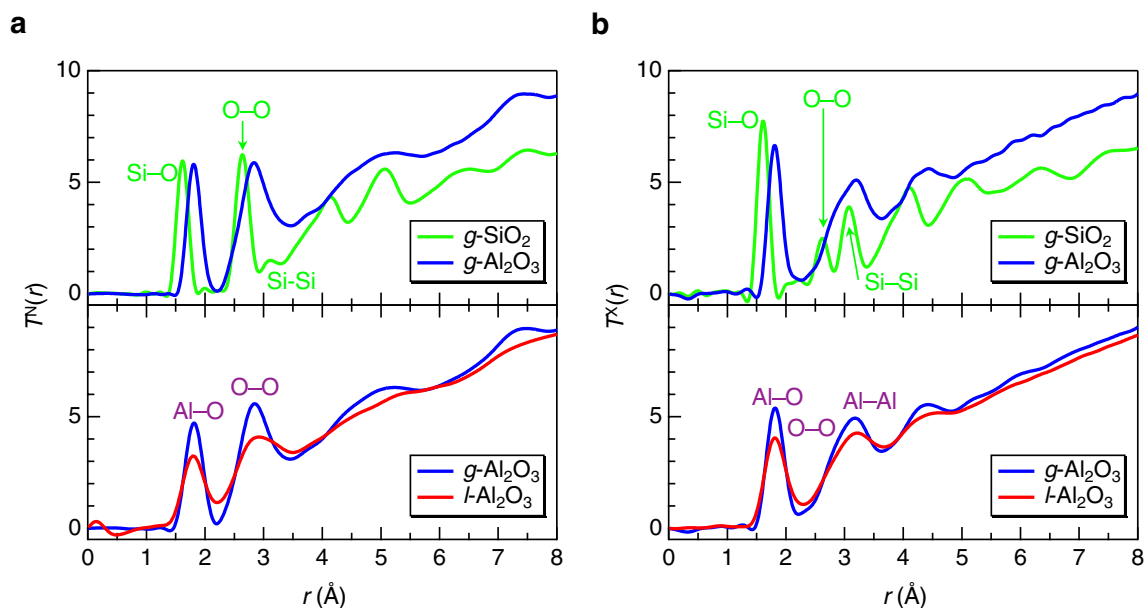 a
10
5
0
Si–O
O–O
Si-Si
g-SiO₂
g-Al₂O₃
Tᴺ(r)
5
0
Al–O
O–O
g-Al₂O₃
l-Al₂O₃
0 1 2 3 4 5 6 7 8
r (Å)
b
10
5
0
Si–O
O–O
Si–Si
g-SiO₂
g-Al₂O₃
Tˣ(r)
5
0
Al–O
O–O
Al–Al
g-Al₂O₃
l-Al₂O₃
0 1 2 3 4 5 6 7 8
r (Å)